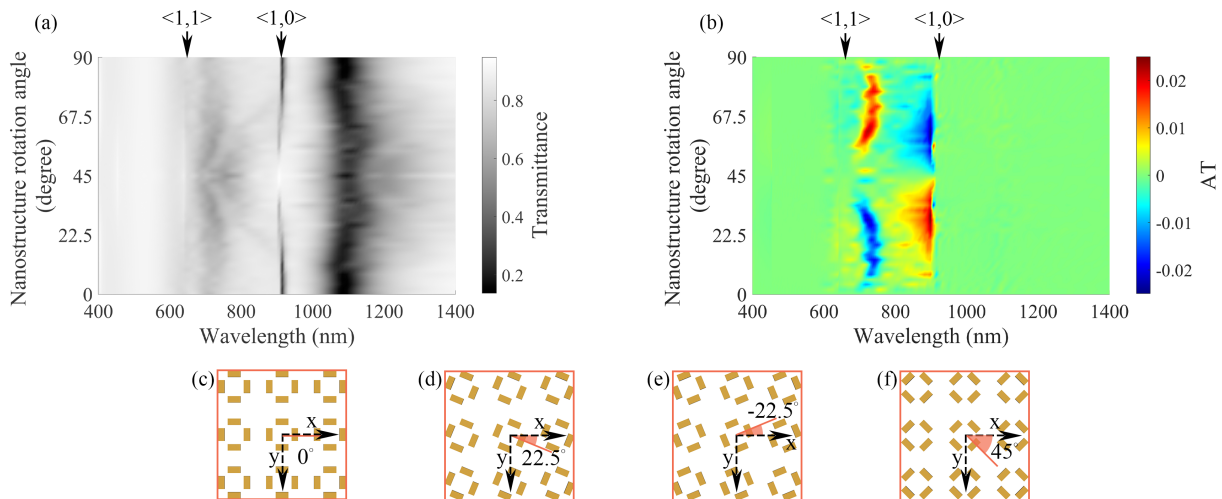 (a)
<1,1>
<1,0>
Nanostructure rotation angle
(degree)
90
67.5
45
22.5
0
400
600
800
1000
1200
1400
Wavelength (nm)
0.8
0.6
0.4
0.2
Transmittance
(b)
<1,1>
<1,0>
Nanostructure rotation angle
(degree)
90
67.5
45
22.5
0
400
600
800
1000
1200
1400
Wavelength (nm)
0.02
0.01
0
-0.01
-0.02
AT
(c)
x
y
0°
(d)
x
y
22.5°
(e)
-22.5°
x
y
(f)
x
y
45°